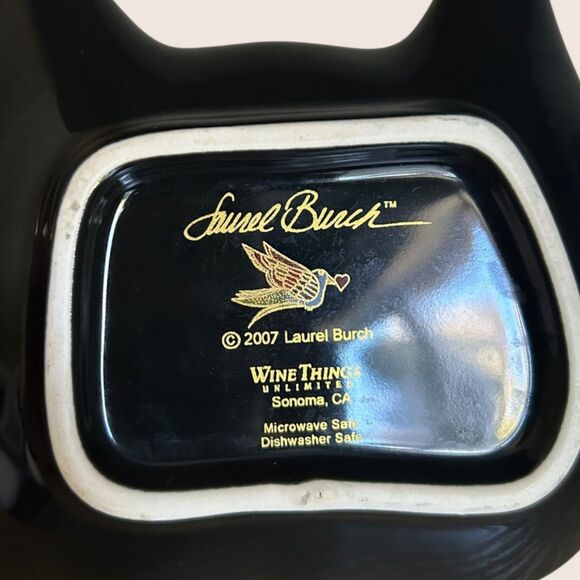 Laurel Burch™
© 2007 Laurel Burch
WINE THINGS
UNLIMITED
Sonoma, CA
Microwave Safe
Dishwasher Safe